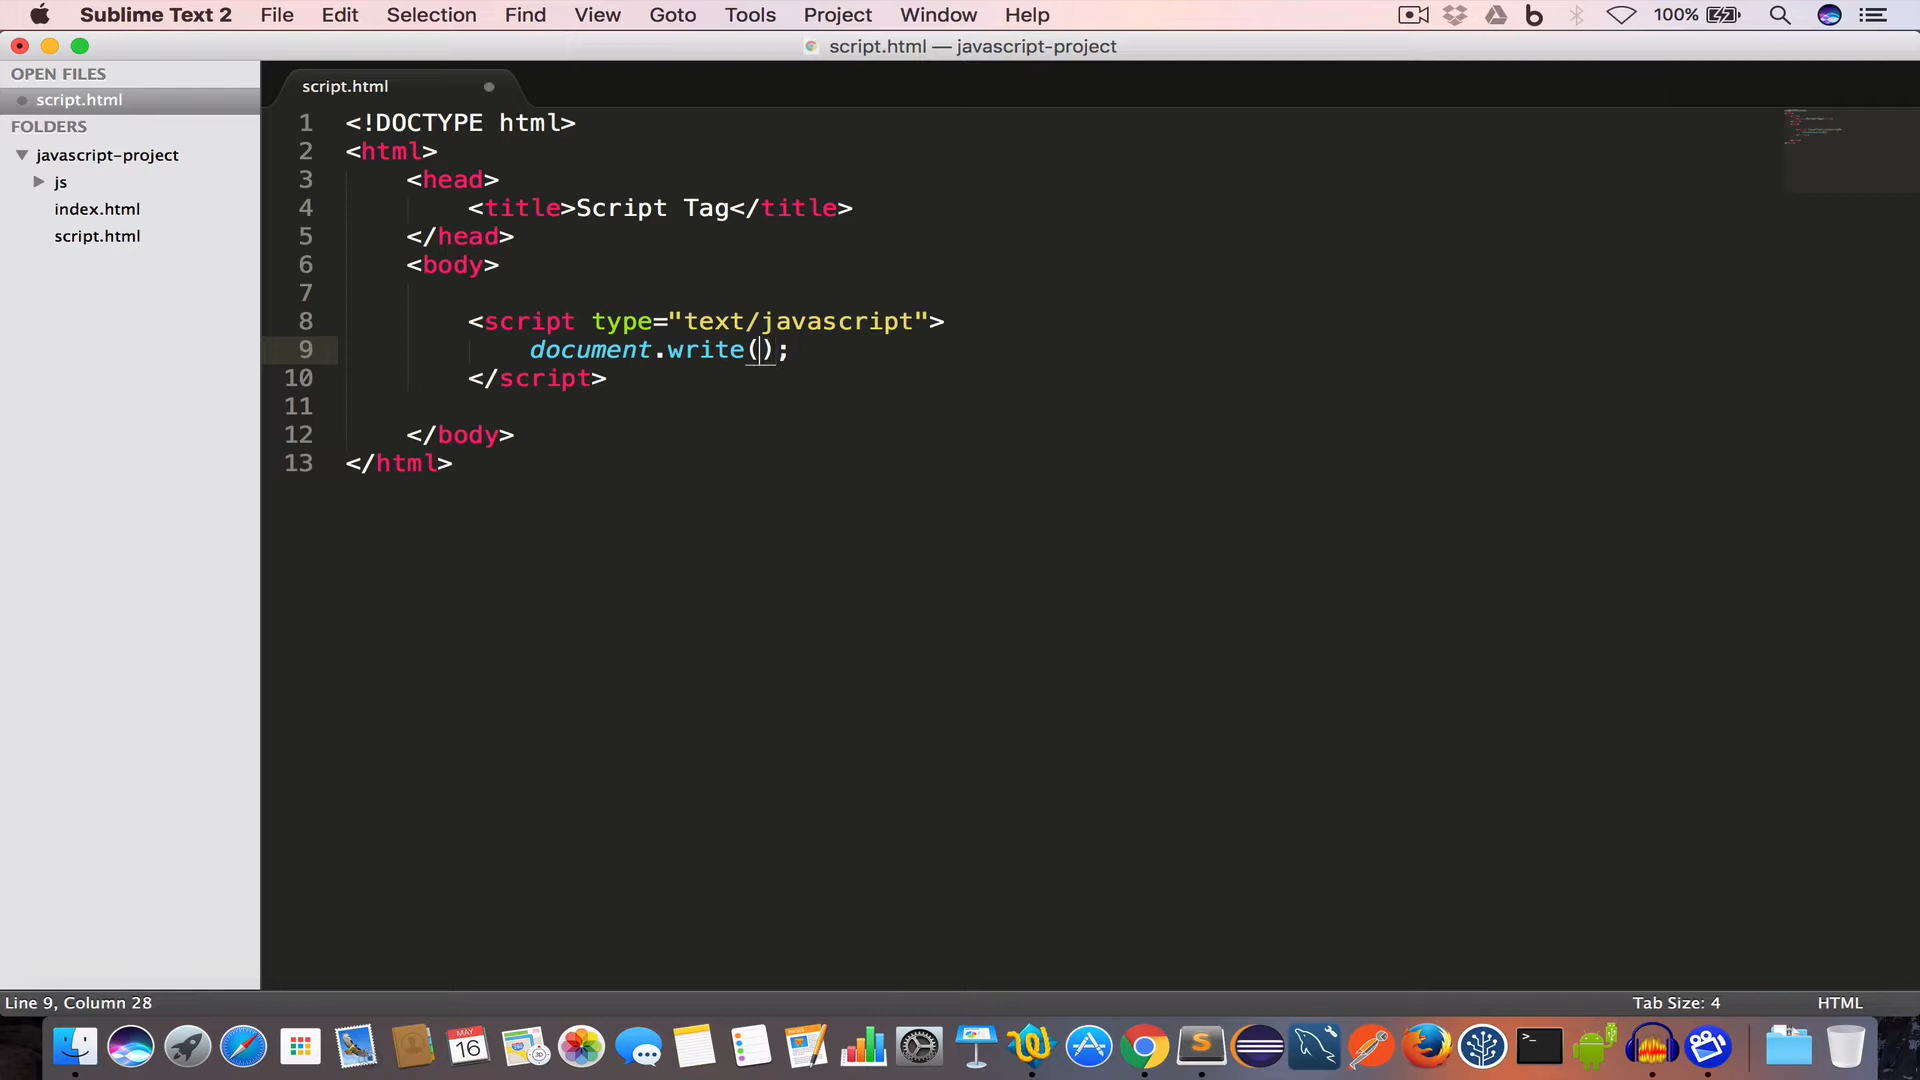 Sublime Text 2 File Edit Selection Find View Goto Tools Project Window Help 100%
script.html — javascript-project
OPEN FILES
script.html
FOLDERS
javascript-project
js
index.html
script.html
script.html
1 <!DOCTYPE html>
2 <html>
3 <head>
4 <title>Script Tag</title>
5 </head>
6 <body>
7
8 <script type="text/javascript">
9 document.write();
10 </script>
11
12 </body>
13 </html>
Line 9, Column 28 Tab Size: 4 HTML
MAY
16